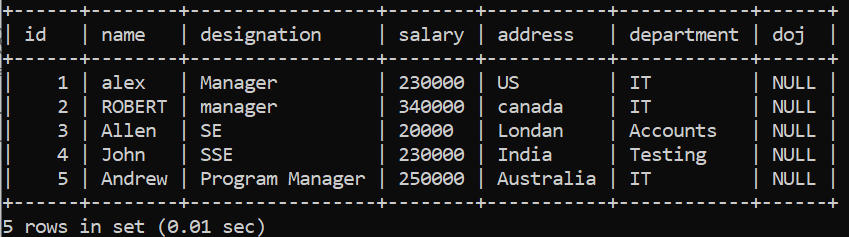 +------+--------+-----------------+--------+-----------+------------+------+
| id   | name   | designation     | salary | address   | department | doj  |
+------+--------+-----------------+--------+-----------+------------+------+
|    1 | alex   | Manager         | 230000 | US        | IT         | NULL |
|    2 | ROBERT | manager         | 340000 | canada    | IT         | NULL |
|    3 | Allen  | SE              | 20000  | Londan    | Accounts   | NULL |
|    4 | John   | SSE             | 230000 | India     | Testing    | NULL |
|    5 | Andrew | Program Manager | 250000 | Australia | IT         | NULL |
+------+--------+-----------------+--------+-----------+------------+------+
5 rows in set (0.01 sec)